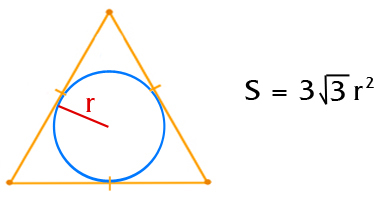 r
S = 3√3 r²